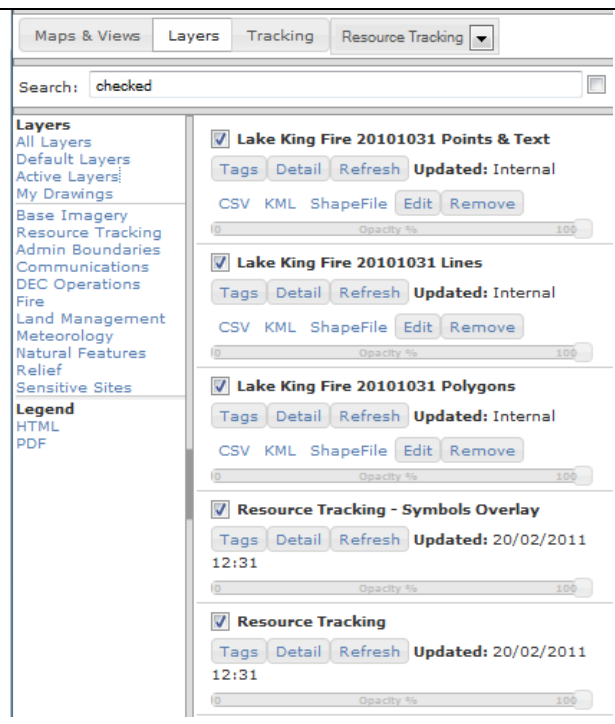 Maps & Views Layers Tracking Resource Tracking
Search: checked
Layers
All Layers
Default Layers
Active Layers
My Drawings
Base Imagery
Resource Tracking
Admin Boundaries
Communications
DEC Operations
Fire
Land Management
Meteorology
Natural Features
Relief
Sensitive Sites
Legend
HTML
PDF
Lake King Fire 20101031 Points & Text
Tags Detail Refresh Updated: Internal
CSV KML ShapeFile Edit Remove
0 Opacity % 100
Lake King Fire 20101031 Lines
Tags Detail Refresh Updated: Internal
CSV KML ShapeFile Edit Remove
0 Opacity % 100
Lake King Fire 20101031 Polygons
Tags Detail Refresh Updated: Internal
CSV KML ShapeFile Edit Remove
0 Opacity % 100
Resource Tracking - Symbols Overlay
Tags Detail Refresh Updated: 20/02/2011
12:31
0 Opacity % 100
Resource Tracking
Tags Detail Refresh Updated: 20/02/2011
12:31
0 Opacity % 100